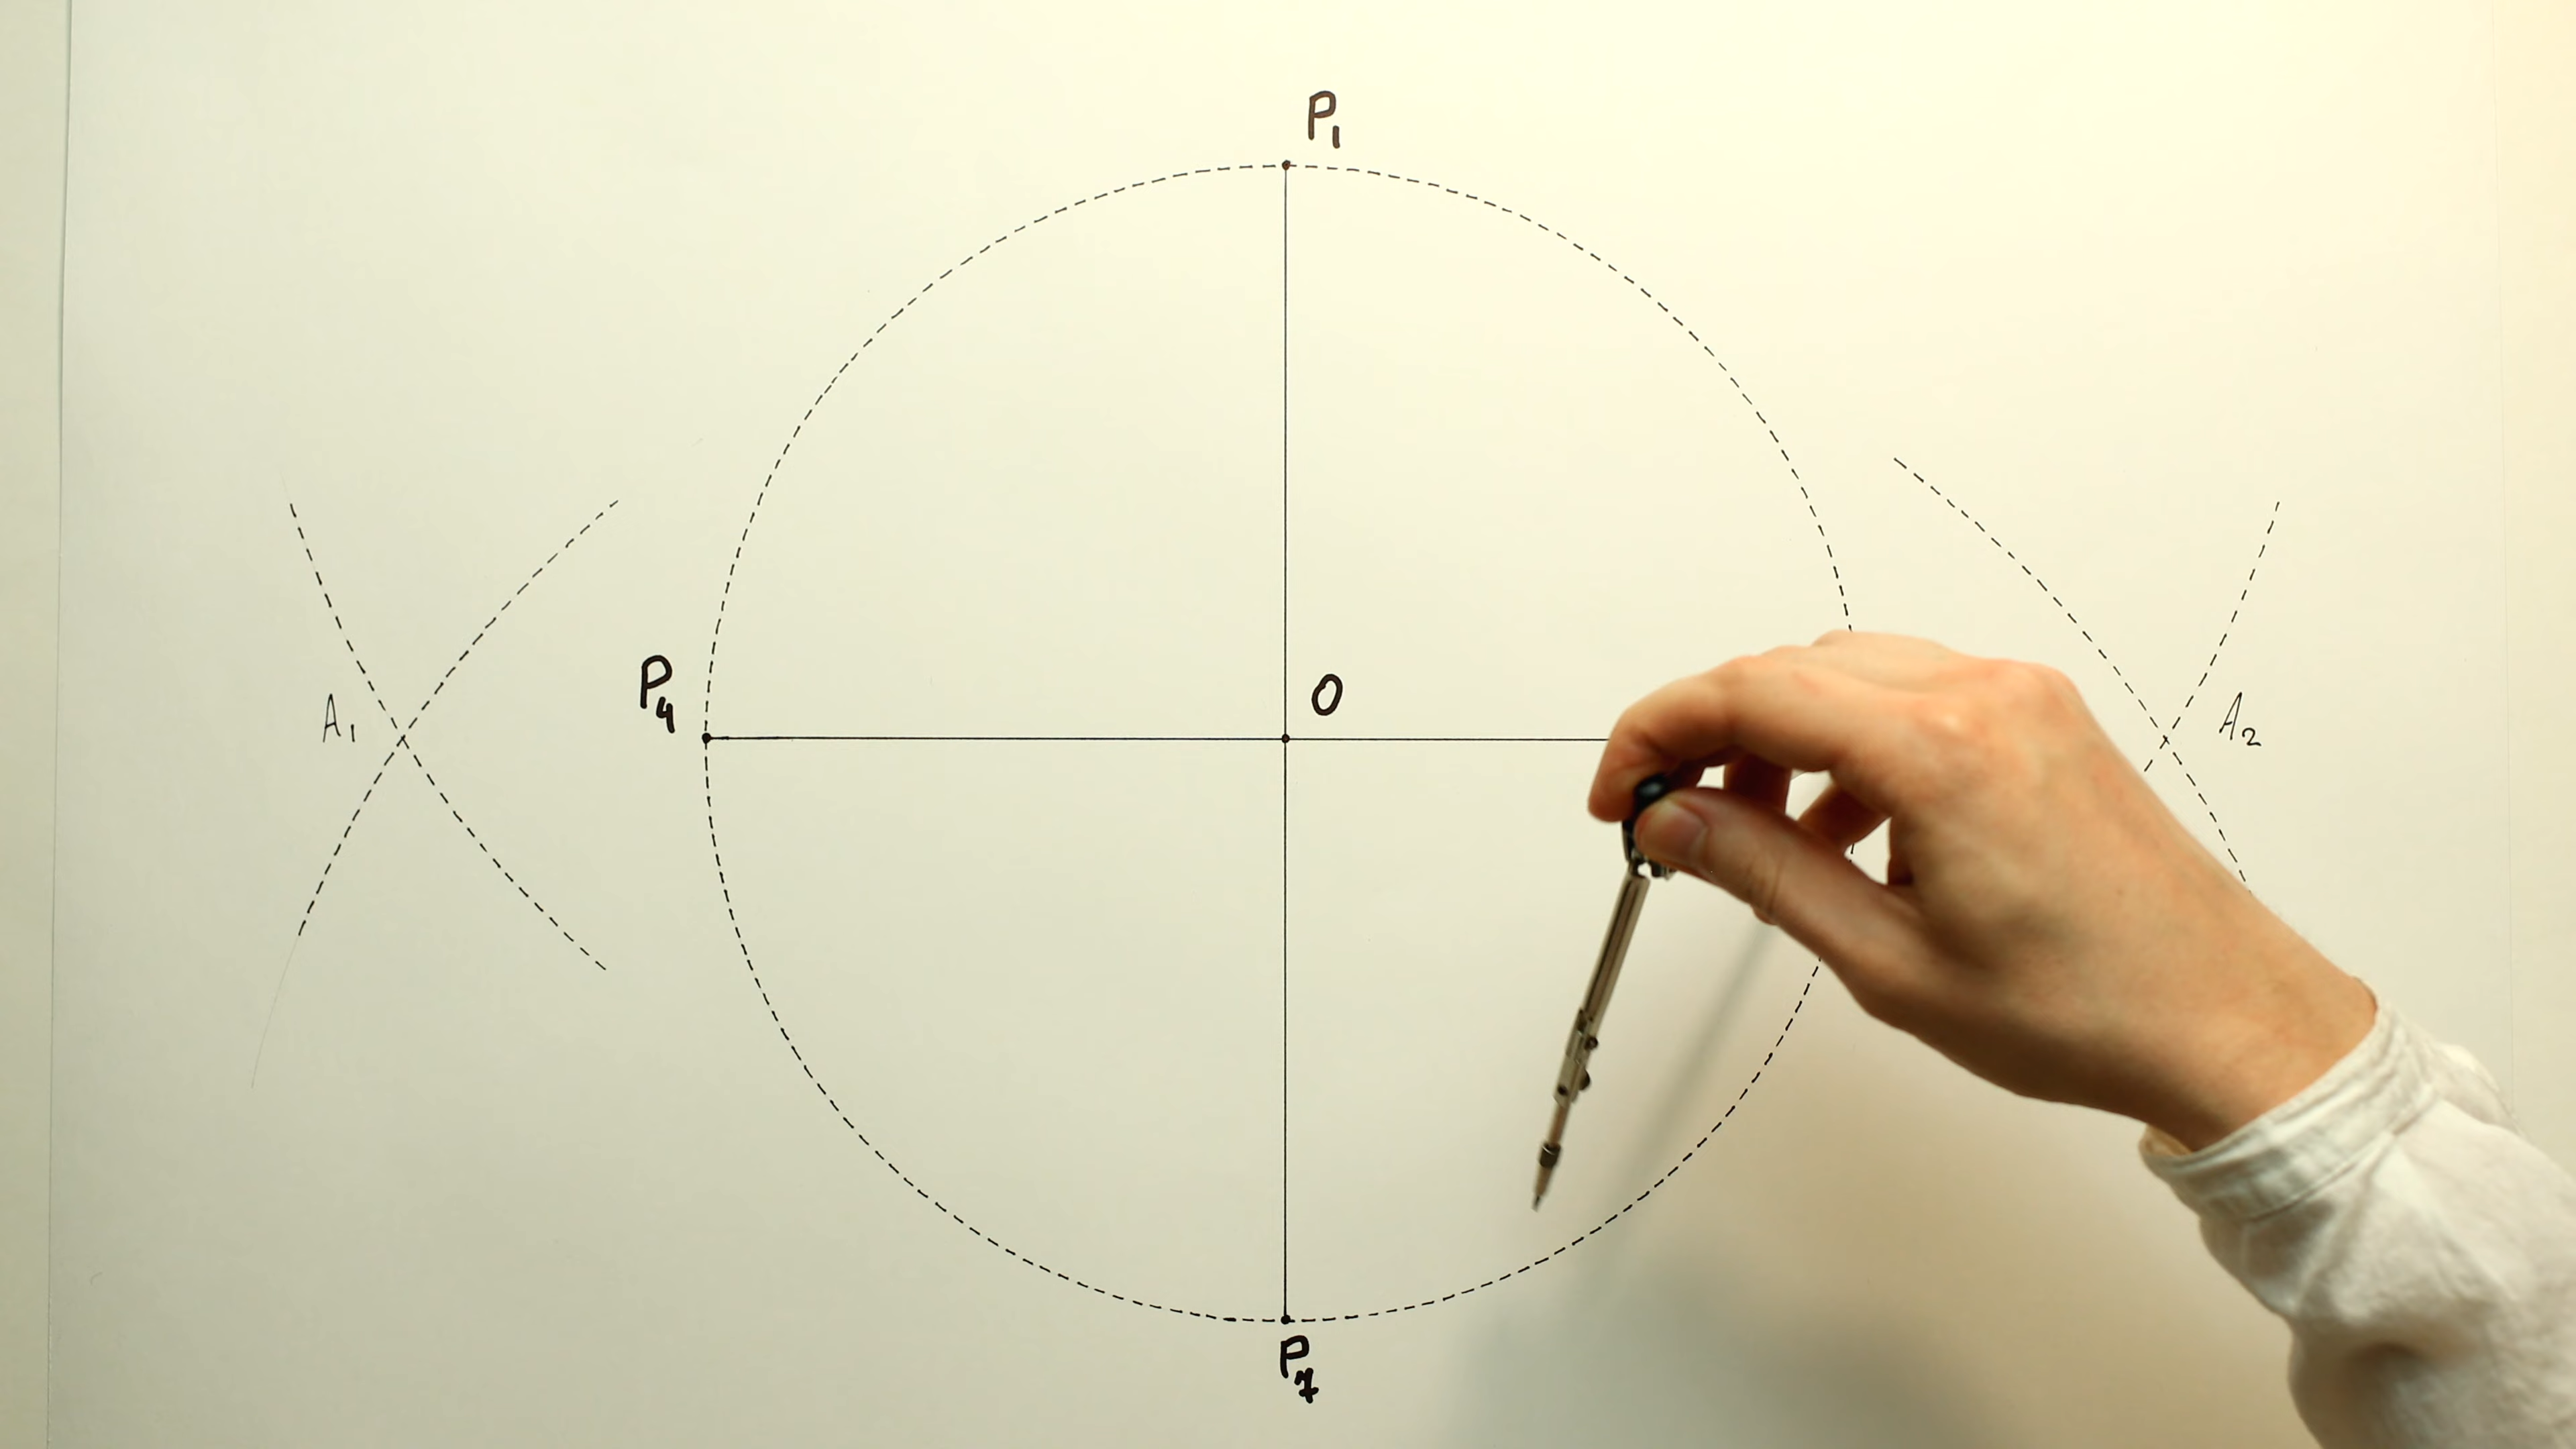 P₁
P₄
O
A₁
A₂
P₇